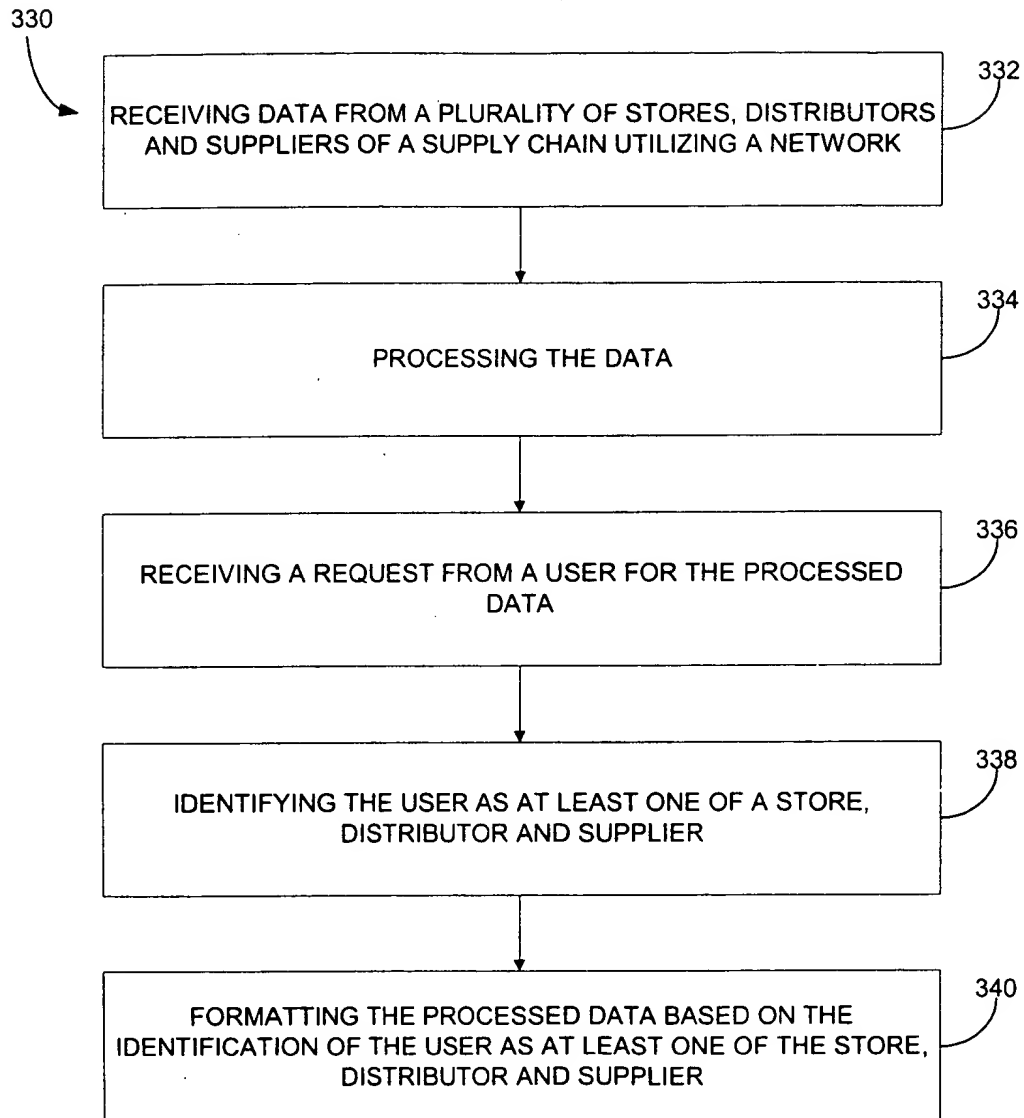 330
332
RECEIVING DATA FROM A PLURALITY OF STORES, DISTRIBUTORS
AND SUPPLIERS OF A SUPPLY CHAIN UTILIZING A NETWORK
334
PROCESSING THE DATA
336
RECEIVING A REQUEST FROM A USER FOR THE PROCESSED
DATA
338
IDENTIFYING THE USER AS AT LEAST ONE OF A STORE,
DISTRIBUTOR AND SUPPLIER
340
FORMATTING THE PROCESSED DATA BASED ON THE
IDENTIFICATION OF THE USER AS AT LEAST ONE OF THE STORE,
DISTRIBUTOR AND SUPPLIER